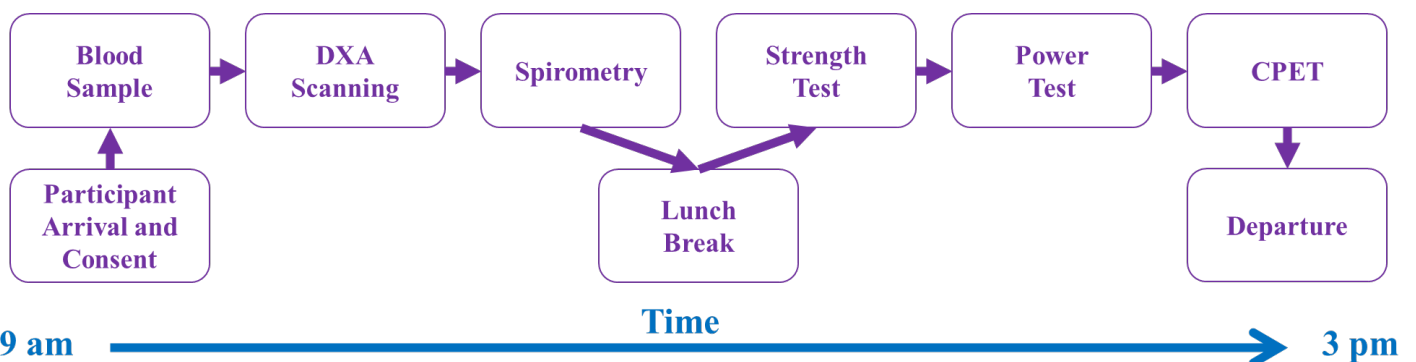 Blood
Sample
DXA
Scanning
Spirometry
Strength
Test
Power
Test
CPET
Participant
Arrival and
Consent
Lunch
Break
Departure
Time
9 am
3 pm